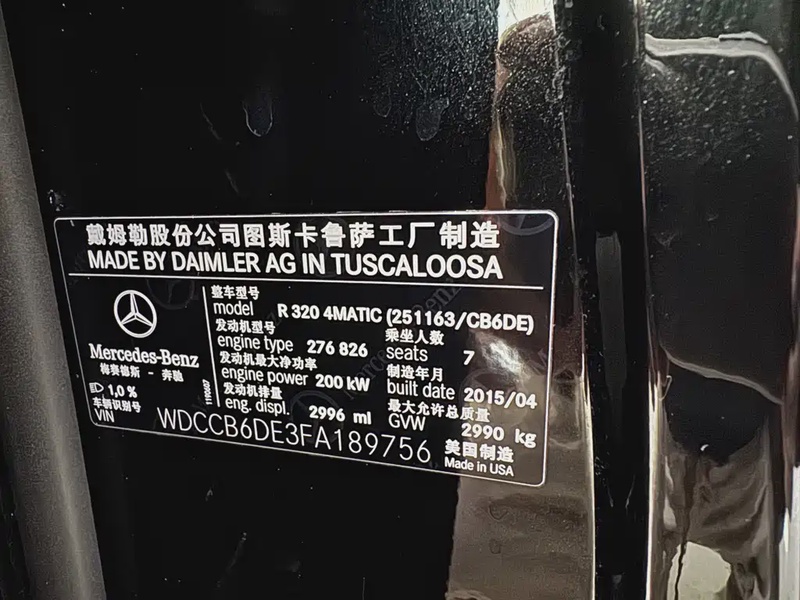 戴姆勒股份公司图斯卡鲁萨工厂制造
MADE BY DAIMLER AG IN TUSCALOOSA
Mercedes-Benz
梅赛德斯 - 奔驰
1,0 %
整车型号
model R 320 4MATIC (251163/CB6DE)
发动机型号
engine type 276 826
乘坐人数
seats 7
发动机最大净功率
engine power 200 kW
制造年月
built date 2015/04
发动机排量
eng. displ. 2996 ml
最大允许总质量
GVW 2990 kg
车辆识别号
VIN WDCCB6DE3FA189756
美国制造
Made in USA